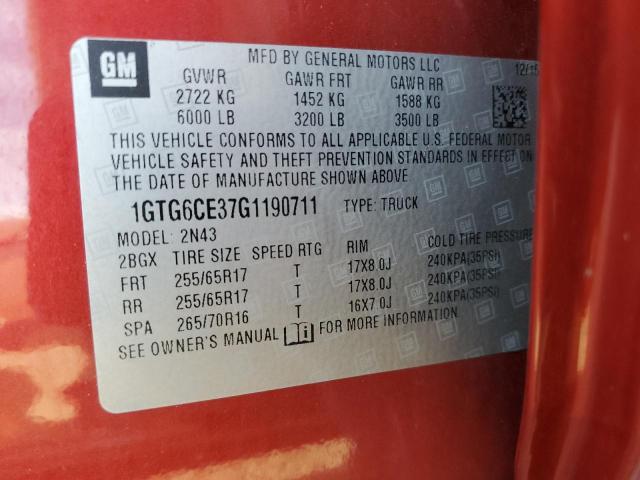 GM
MFD BY GENERAL MOTORS LLC
GVWR GAWR FRT GAWR RR 12/15
2722 KG 1452 KG 1588 KG
6000 LB 3200 LB 3500 LB
THIS VEHICLE CONFORMS TO ALL APPLICABLE U.S. FEDERAL MOTOR
VEHICLE SAFETY AND THEFT PREVENTION STANDARDS IN EFFECT ON
THE DATE OF MANUFACTURE SHOWN ABOVE
1GTG6CE37G1190711 TYPE: TRUCK
MODEL: 2N43
2BGX TIRE SIZE SPEED RTG RIM COLD TIRE PRESSURE
FRT 255/65R17 T 17X8.0J 240KPA(35PSI)
RR 255/65R17 T 17X8.0J 240KPA(35PSI)
SPA 265/70R16 T 16X7.0J 240KPA(35PSI)
SEE OWNER'S MANUAL FOR MORE INFORMATION